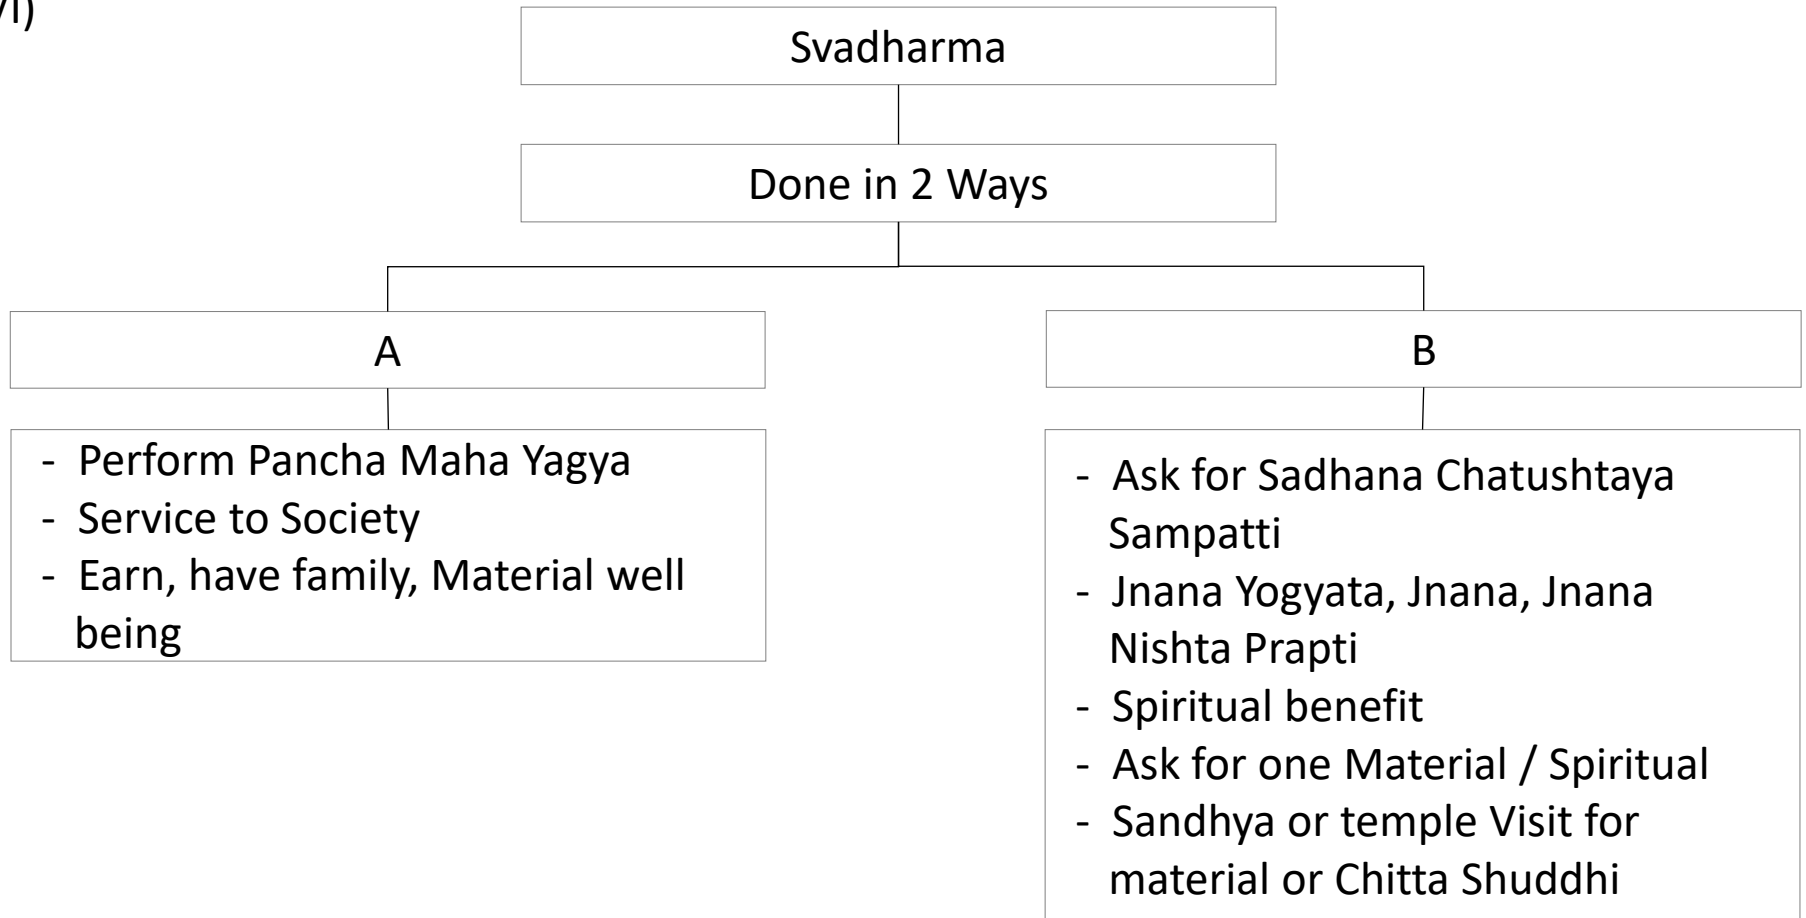 VI)
Svadharma
Done in 2 Ways
A
- Perform Pancha Maha Yagya
- Service to Society
- Earn, have family, Material well
being
B
- Ask for Sadhana Chatushtaya
Sampatti
- Jnana Yogyata, Jnana, Jnana
Nishta Prapti
- Spiritual benefit
- Ask for one Material / Spiritual
- Sandhya or temple Visit for
material or Chitta Shuddhi